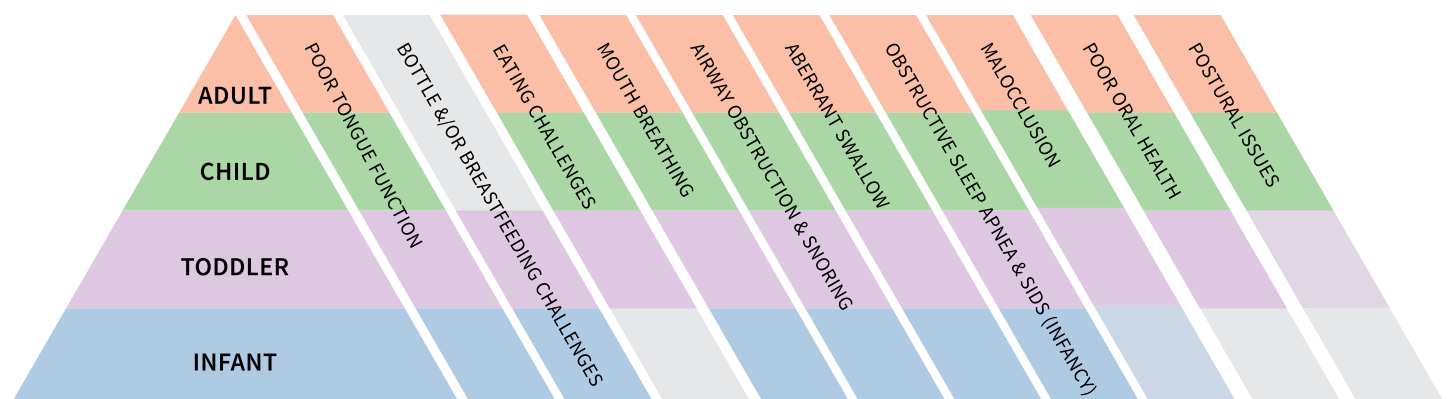 ADULT
CHILD
TODDLER
INFANT
POOR TONGUE FUNCTION
BOTTLE &/OR BREASTFEEDING CHALLENGES
EATING CHALLENGES
MOUTH BREATHING
AIRWAY OBSTRUCTION & SNORING
ABERRANT SWALLOW
OBSTRUCTIVE SLEEP APNEA & SIDS (INFANCY)
MALOCCLUSION
POOR ORAL HEALTH
POSTURAL ISSUES